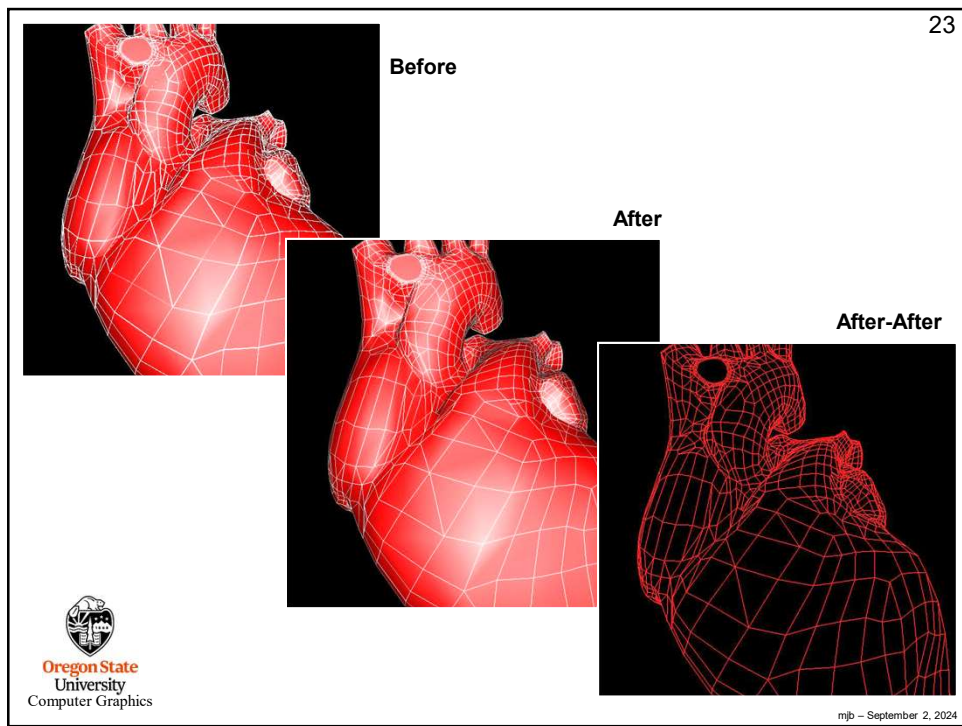 23
Before
After
After-After
Oregon State
University
Computer Graphics
mjb – September 2, 2024